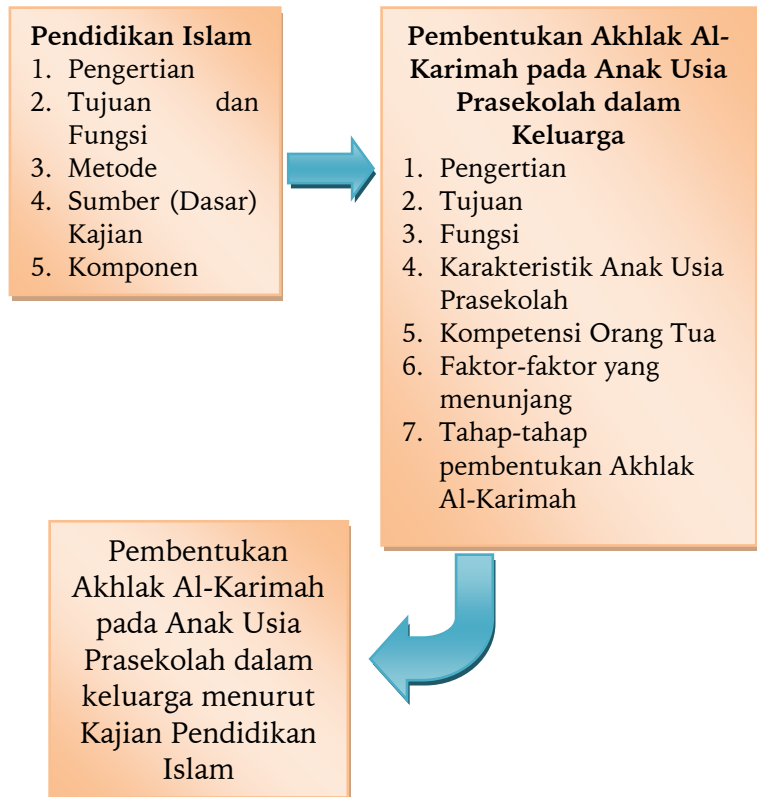 Pendidikan Islam
1. Pengertian
2. Tujuan dan
Fungsi
3. Metode
4. Sumber (Dasar)
Kajian
5. Komponen
Pembentukan Akhlak Al-
Karimah pada Anak Usia
Prasekolah dalam
Keluarga
1. Pengertian
2. Tujuan
3. Fungsi
4. Karakteristik Anak Usia
Prasekolah
5. Kompetensi Orang Tua
6. Faktor-faktor yang
menunjang
7. Tahap-tahap
pembentukan Akhlak
Al-Karimah
Pembentukan
Akhlak Al-Karimah
pada Anak Usia
Prasekolah dalam
keluarga menurut
Kajian Pendidikan
Islam